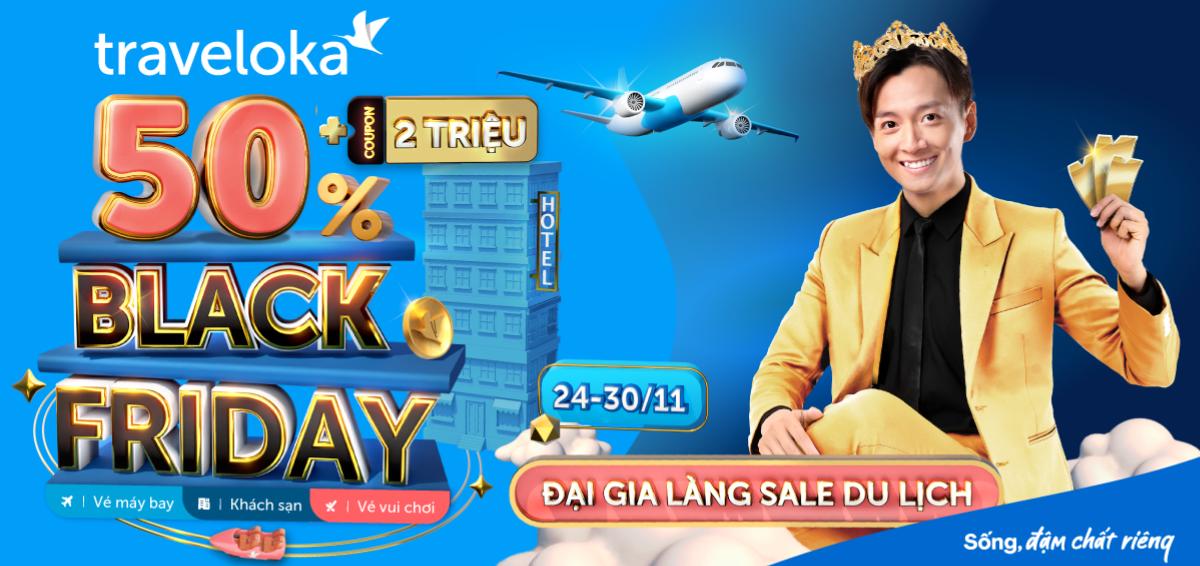 traveloka
50%
+ COUPON 2 TRIỆU
HOTEL
BLACK
FRIDAY
24-30/11
Vé máy bay | Khách sạn | Vé vui chơi
ĐẠI GIA LÀNG SALE DU LỊCH
Sống, đậm chất riêng